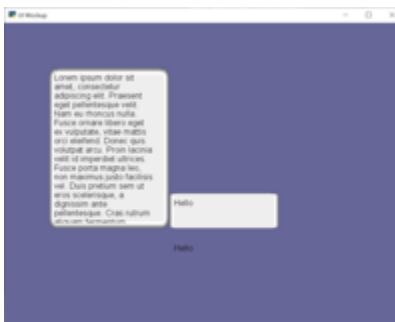 UI Mockup
Lorem ipsum dolor sit
amet, consectetur
adipiscing elit. Praesent
eget pellentesque velit.
Nam eu rhoncus nulla.
Fusce ornare libero eget
ex vulputate, vitae mattis
orci eleifend. Donec quis
volutpat arcu. Proin lacinia
velit id imperdiet ultrices.
Fusce porta magna leo,
non maximus justo facilisis
vel. Duis pretium sem ut
eros scelerisque, a
dignissim ante
pellentesque. Cras rutrum
aliquam fermentum
Hello
Hello